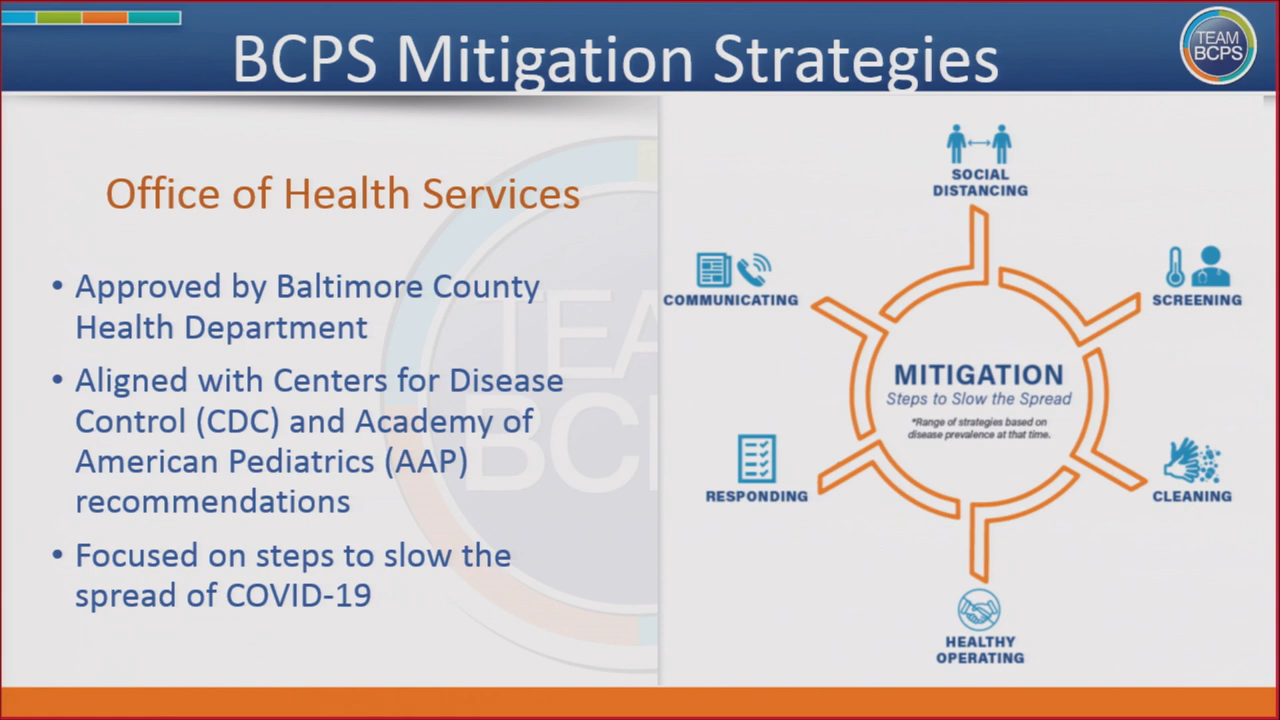 BCPS Mitigation Strategies
TEAM
BCPS
Office of Health Services
• Approved by Baltimore County
Health Department
• Aligned with Centers for Disease
Control (CDC) and Academy of
American Pediatrics (AAP)
recommendations
• Focused on steps to slow the
spread of COVID-19
TEA
BC
SOCIAL
DISTANCING
COMMUNICATING
SCREENING
MITIGATION
Steps to Slow the Spread
*Range of strategies based on
disease prevalence at that time.
RESPONDING
CLEANING
HEALTHY
OPERATING